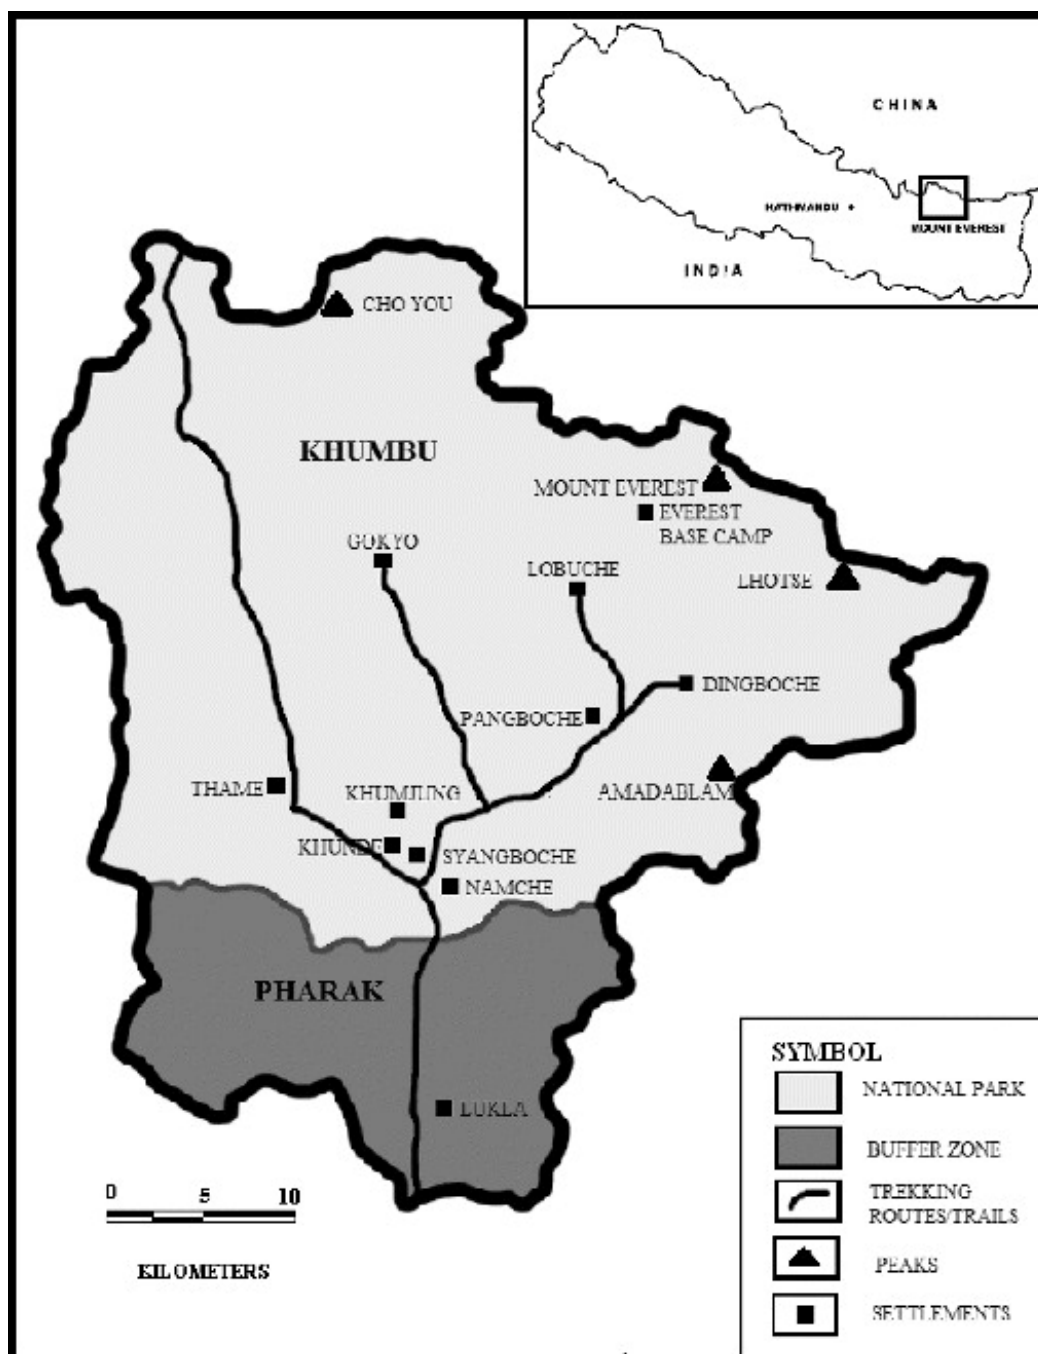 CHINA
KATHMANDU
MOUNT EVEREST
INDIA
CHO YOU
KHUMBU
MOUNT EVEREST
EVEREST
BASE CAMP
GOKYO
LOBUCHE
LHOTSE
DINGBOCHE
PANGBOCHE
THAME
KHUMJUNG
AMADABLAM
KHUNDE
SYANGBOCHE
NAMCHE
PHARAK
LUKLA
0 5 10
KILOMETERS
SYMBOL
NATIONAL PARK
BUFFER ZONE
TREKKING
ROUTES/TRAILS
PEAKS
SETTLEMENTS